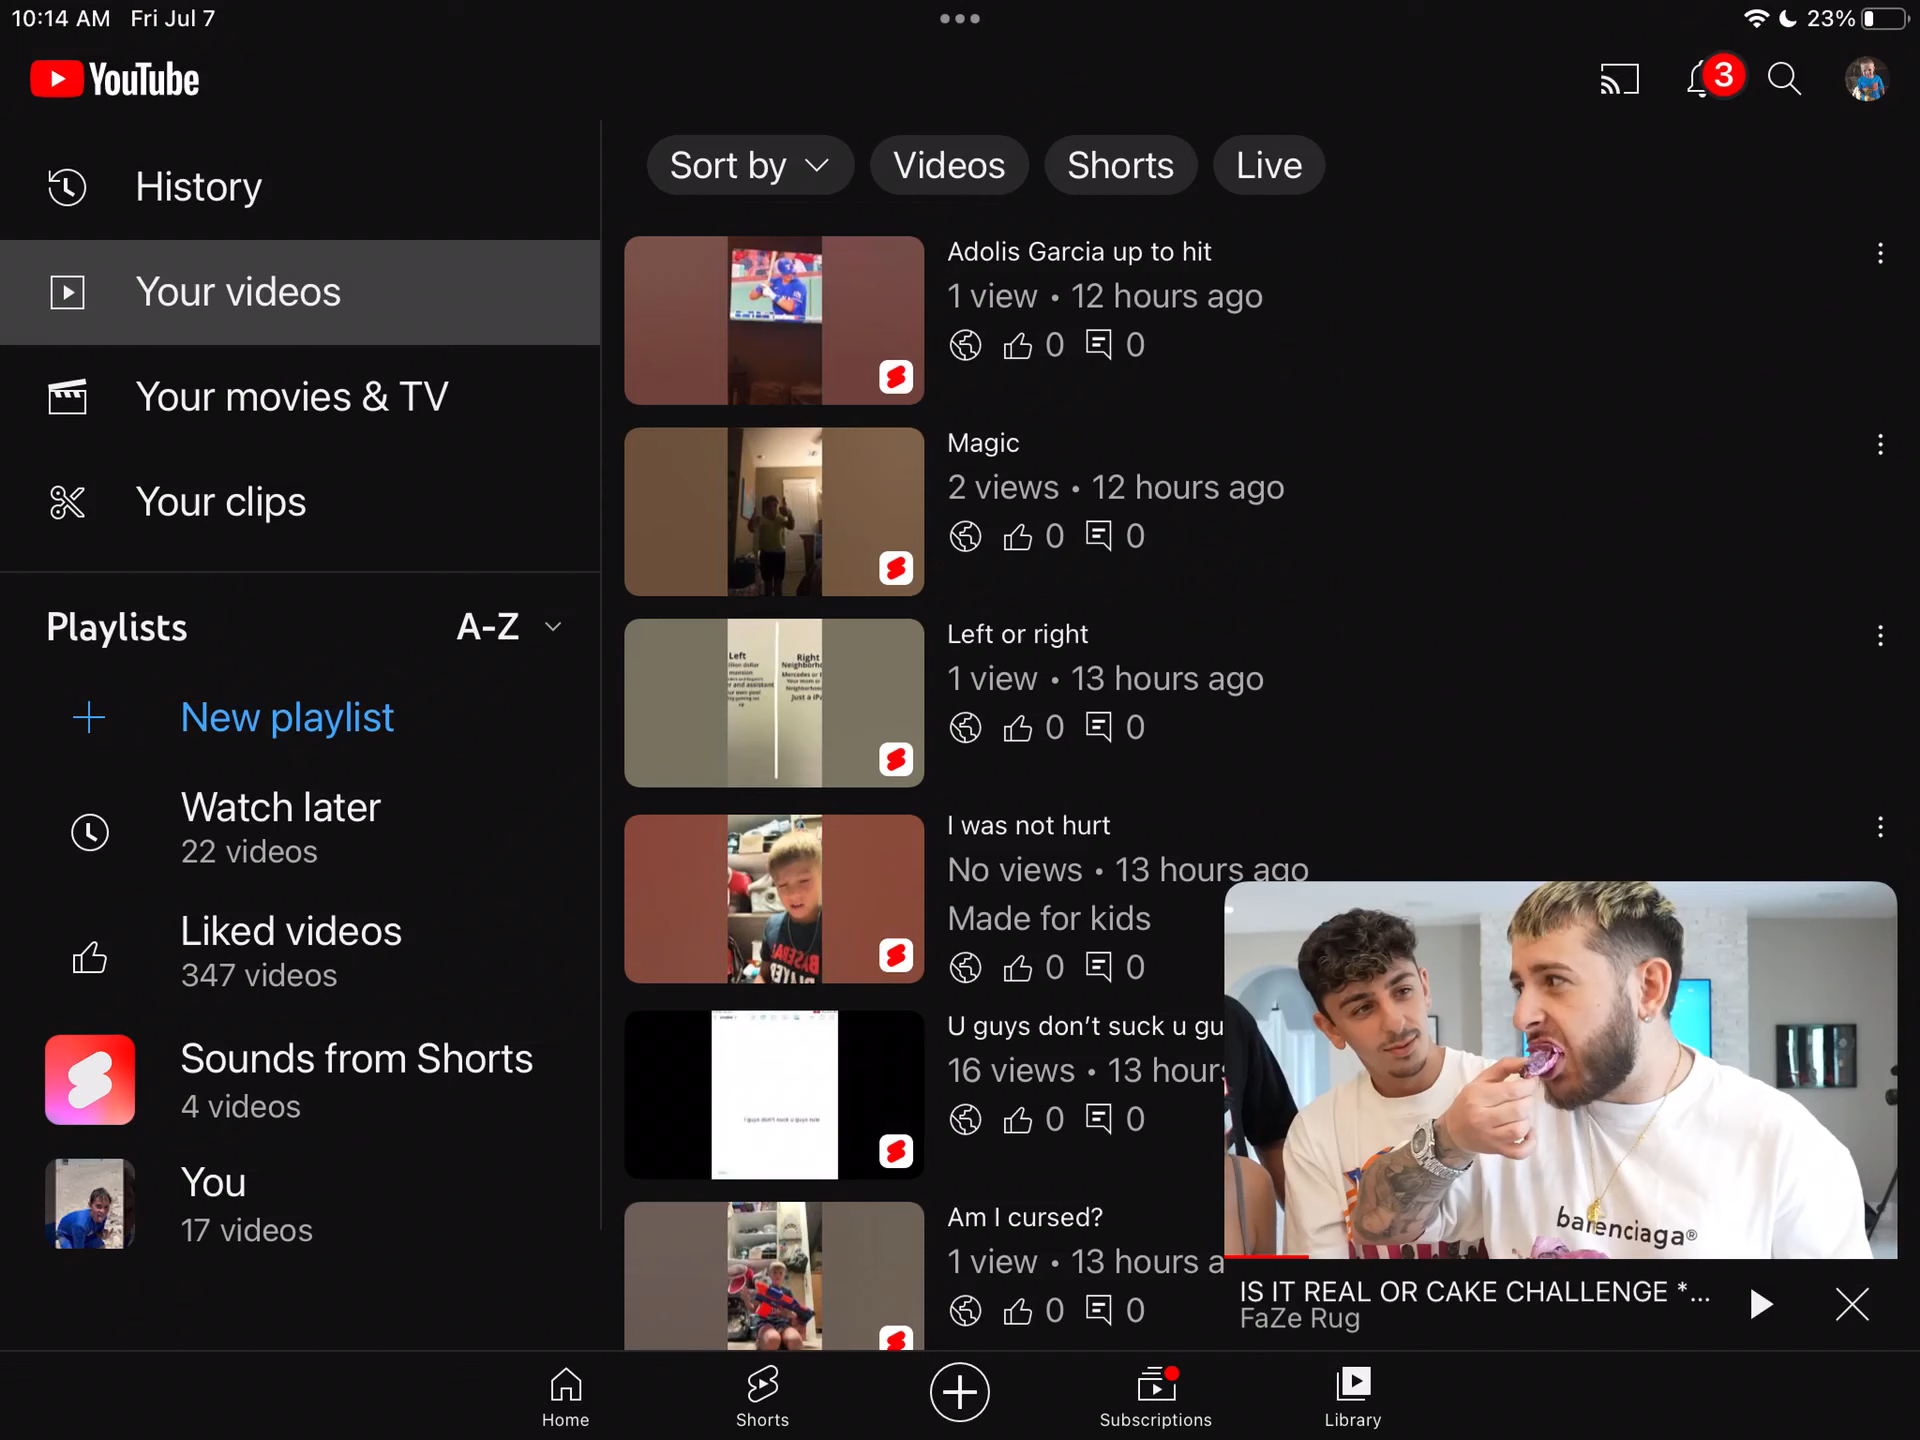 10:14 AM Fri Jul 7
23%
YouTube
3
History
Your videos
Your movies & TV
Your clips
Playlists
A-Z
New playlist
Watch later
22 videos
Liked videos
347 videos
Sounds from Shorts
4 videos
You
17 videos
Sort by
Videos
Shorts
Live
Adolis Garcia up to hit
1 view • 12 hours ago
0 0
Magic
2 views • 12 hours ago
0 0
Left
mansion
Right
Just a iPa
Left or right
1 view • 13 hours ago
0 0
I was not hurt
No views • 13 hours ago
Made for kids
0 0
U guys don’t suck u gu
16 views • 13 hours
0 0
Am I cursed?
1 view • 13 hours a
0 0
balenciaga®
IS IT REAL OR CAKE CHALLENGE *...
FaZe Rug
Home
Shorts
Subscriptions
Library